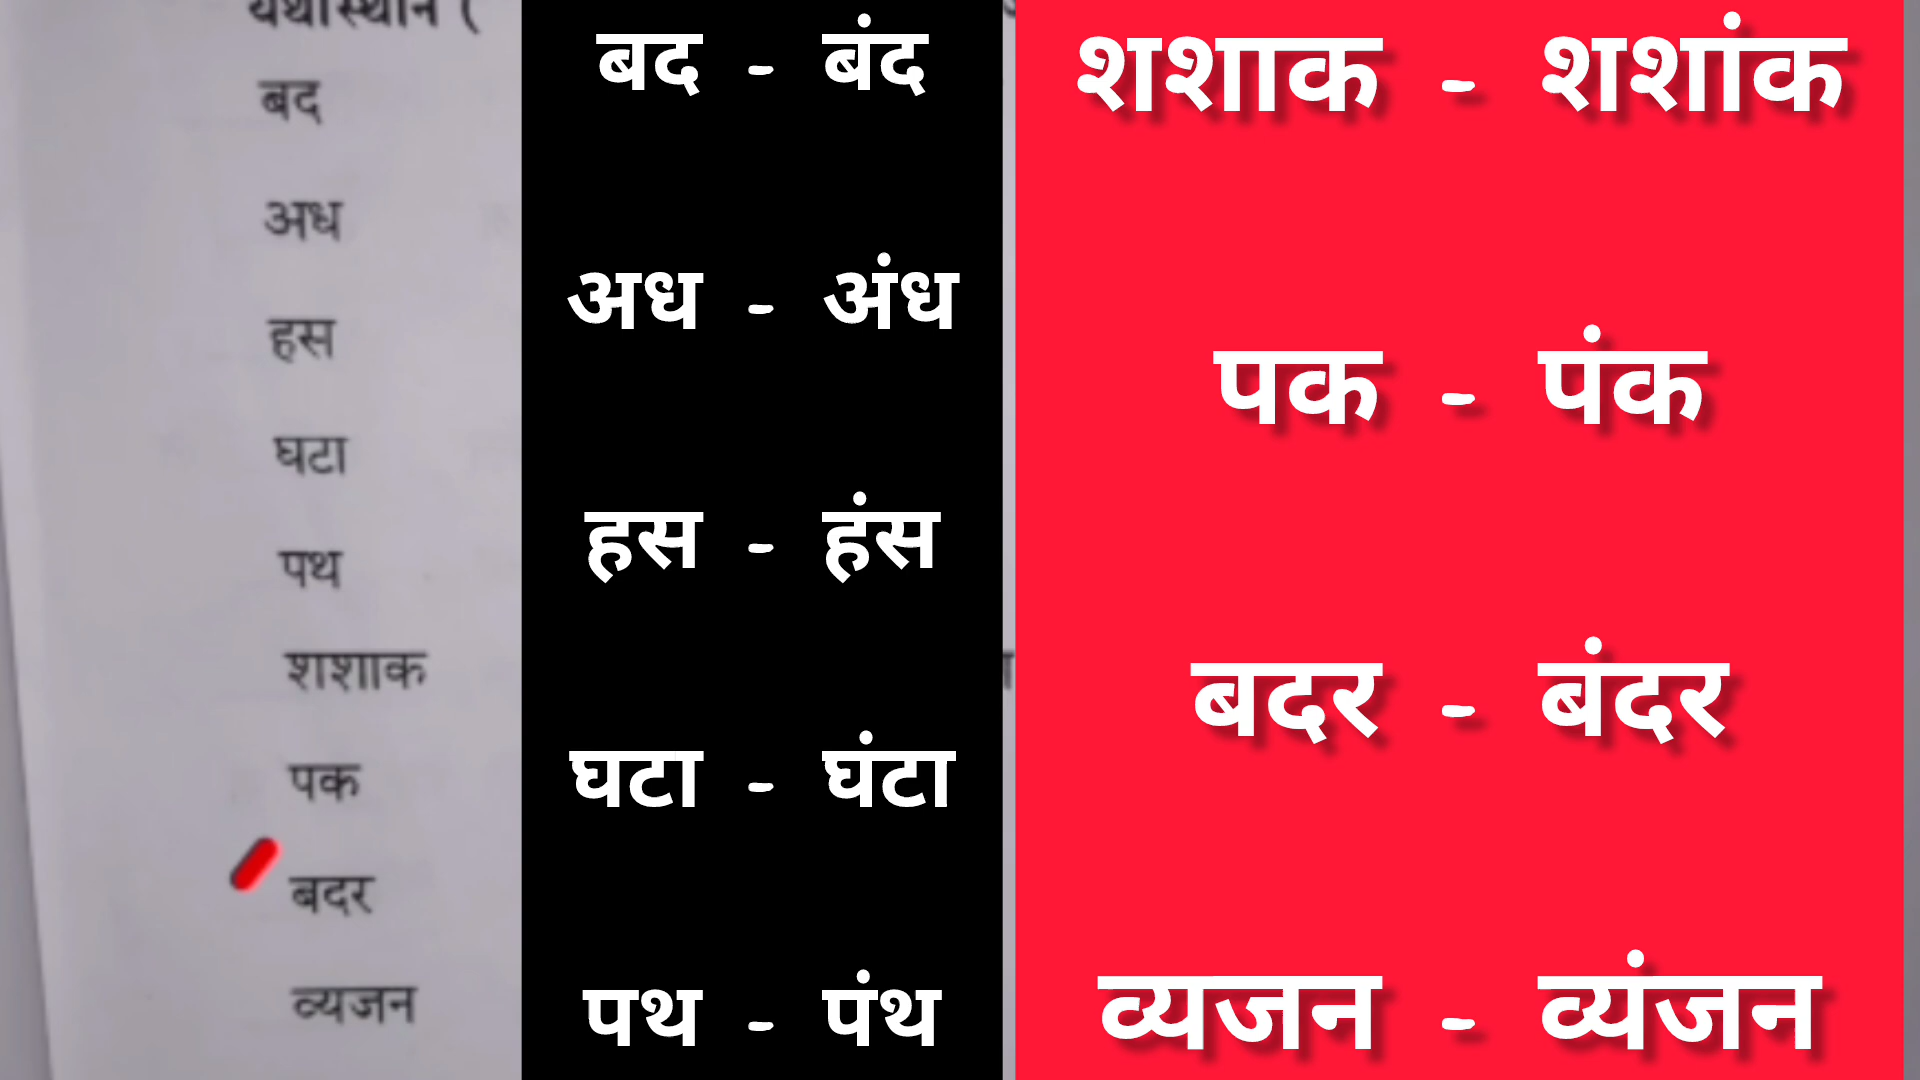 यथास्थान (
बद
अध
हस
घटा
पथ
शशाक
पक
बदर
व्यजन
बद - बंद
अध - अंध
हस - हंस
घटा - घंटा
पथ - पंथ
शशाक - शशांक
पक - पंक
बदर - बंदर
व्यजन - व्यंजन